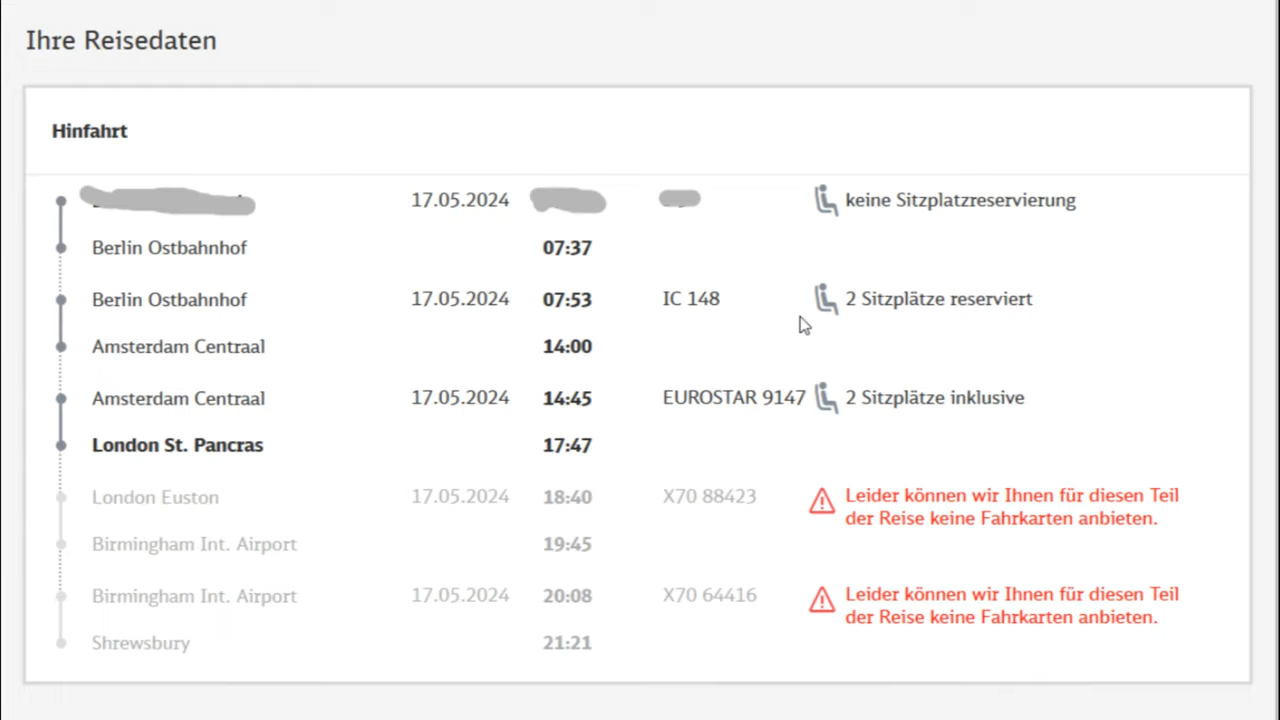 Ihre Reisedaten
Hinfahrt
17.05.2024 keine Sitzplatzreservierung
Berlin Ostbahnhof 07:37
Berlin Ostbahnhof 17.05.2024 07:53 IC 148 2 Sitzplätze reserviert
Amsterdam Centraal 14:00
Amsterdam Centraal 17.05.2024 14:45 EUROSTAR 9147 2 Sitzplätze inklusive
London St. Pancras 17:47
London Euston 17.05.2024 18:40 X70 88423 Leider können wir Ihnen für diesen Teil
der Reise keine Fahrkarten anbieten.
Birmingham Int. Airport 19:45
Birmingham Int. Airport 17.05.2024 20:08 X70 64416 Leider können wir Ihnen für diesen Teil
der Reise keine Fahrkarten anbieten.
Shrewsbury 21:21